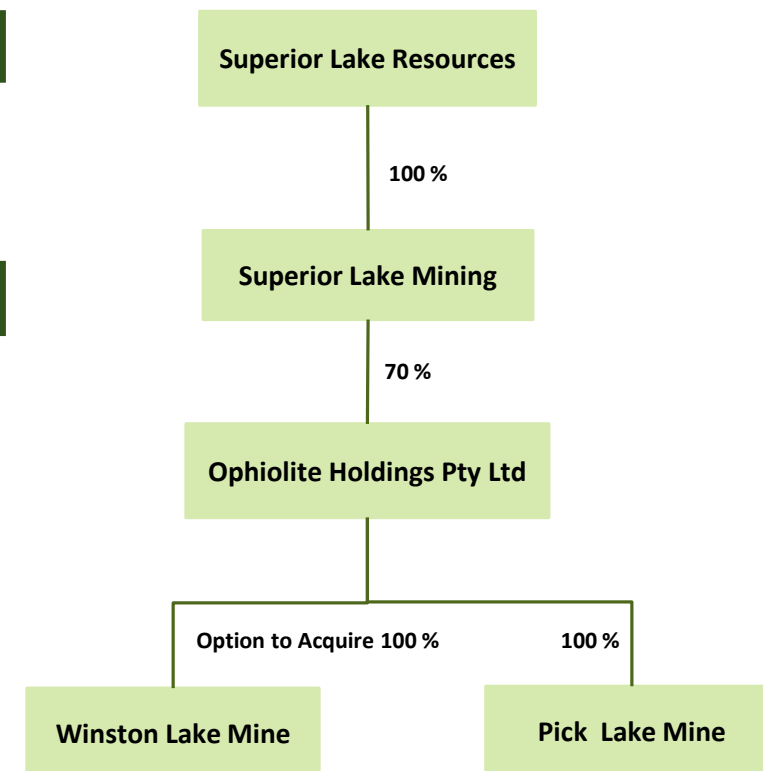 Superior Lake Resources
100 %
Superior Lake Mining
70 %
Ophiolite Holdings Pty Ltd
Option to Acquire 100 %
100 %
Winston Lake Mine
Pick Lake Mine